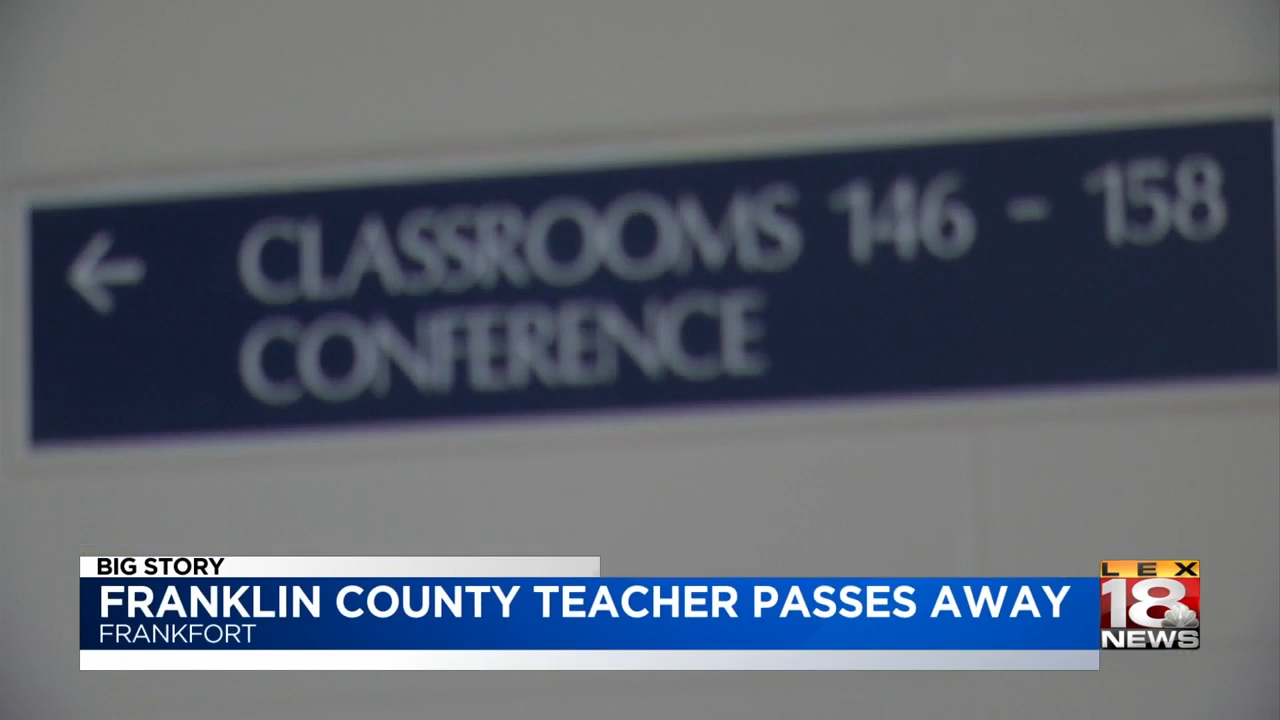 ← CLASSROOMS 146 - 158
CONFERENCE
BIG STORY
FRANKLIN COUNTY TEACHER PASSES AWAY
FRANKFORT
LEX
18
NEWS